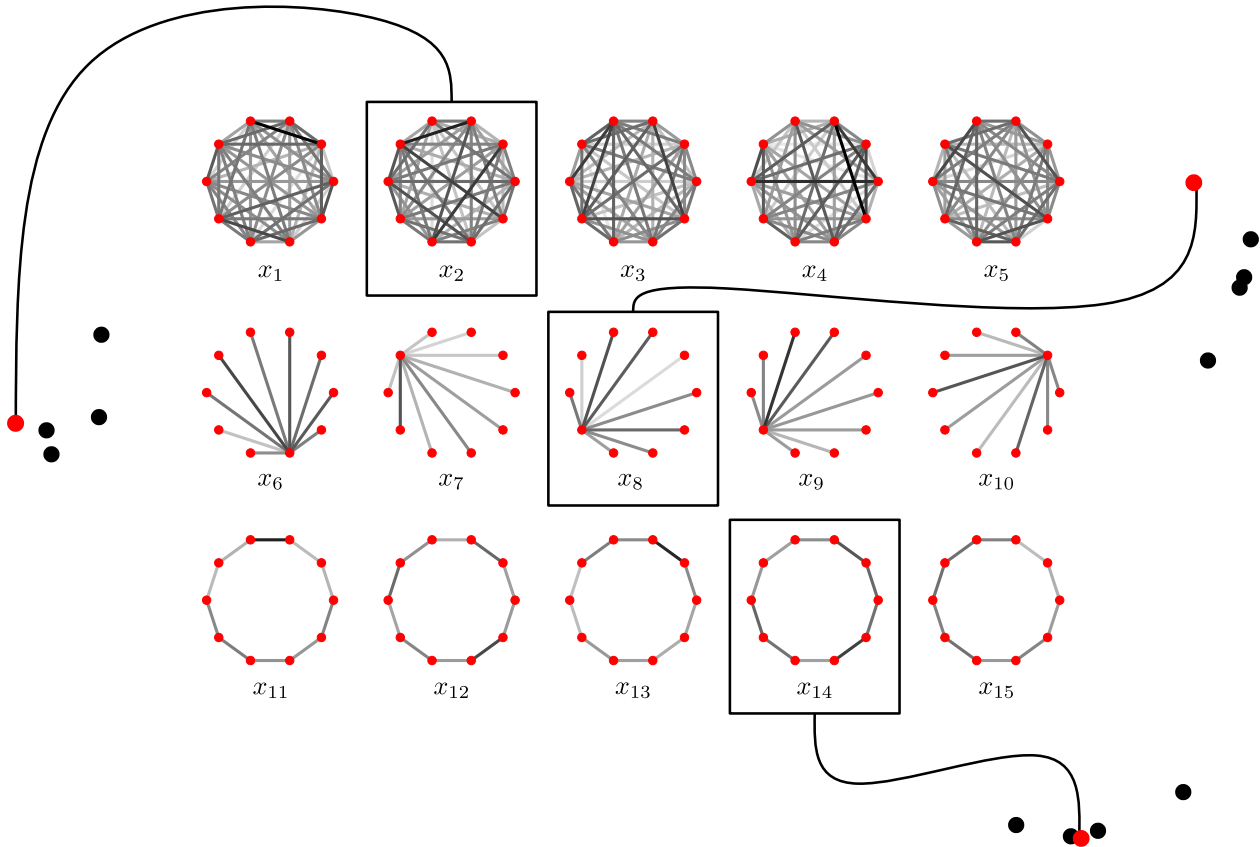 x₁ x₂ x₃ x₄ x₅
x₆ x₇ x₈ x₉ x₁₀
x₁₁ x₁₂ x₁₃ x₁₄ x₁₅